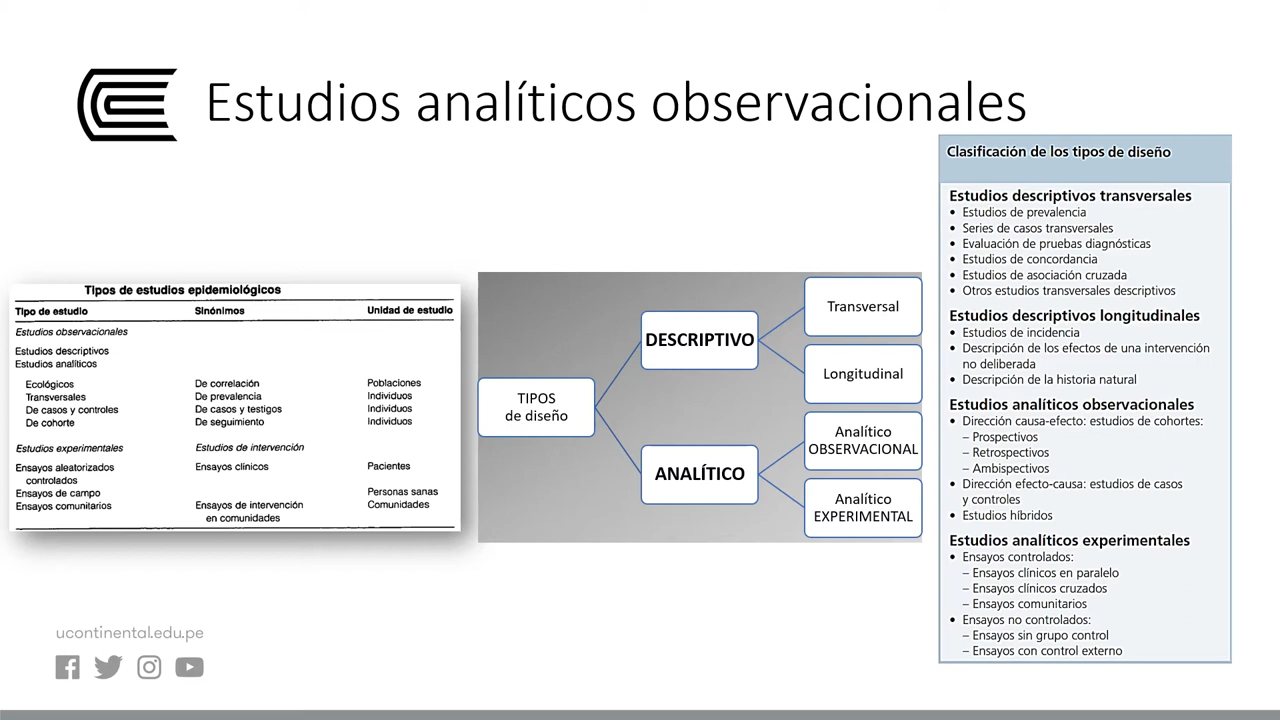 Estudios analíticos observacionales
Tipos de estudios epidemiológicos
Tipo de estudio Sinónimos Unidad de estudio
Estudios observacionales
Estudios descriptivos
Estudios analíticos
Ecológicos De correlación Poblaciones
Transversales De prevalencia Individuos
De casos y controles De casos y testigos Individuos
De cohorte De seguimiento Individuos
Estudios experimentales Estudios de intervención
Ensayos aleatorizados Ensayos clínicos Pacientes
controlados
Ensayos de campo Personas sanas
Ensayos comunitarios Ensayos de intervención Comunidades
en comunidades
TIPOS
de diseño
DESCRIPTIVO
Transversal
Longitudinal
ANALÍTICO
Analítico
OBSERVACIONAL
Analítico
EXPERIMENTAL
Clasificación de los tipos de diseño
Estudios descriptivos transversales
• Estudios de prevalencia
• Series de casos transversales
• Evaluación de pruebas diagnósticas
• Estudios de concordancia
• Estudios de asociación cruzada
• Otros estudios transversales descriptivos
Estudios descriptivos longitudinales
• Estudios de incidencia
• Descripción de los efectos de una intervención
no deliberada
• Descripción de la historia natural
Estudios analíticos observacionales
• Dirección causa-efecto: estudios de cohortes:
– Prospectivos
– Retrospectivos
– Ambispectivos
• Dirección efecto-causa: estudios de casos
y controles
• Estudios híbridos
Estudios analíticos experimentales
• Ensayos controlados:
– Ensayos clínicos en paralelo
– Ensayos clínicos cruzados
– Ensayos comunitarios
• Ensayos no controlados:
– Ensayos sin grupo control
– Ensayos con control externo
ucontinental.edu.pe